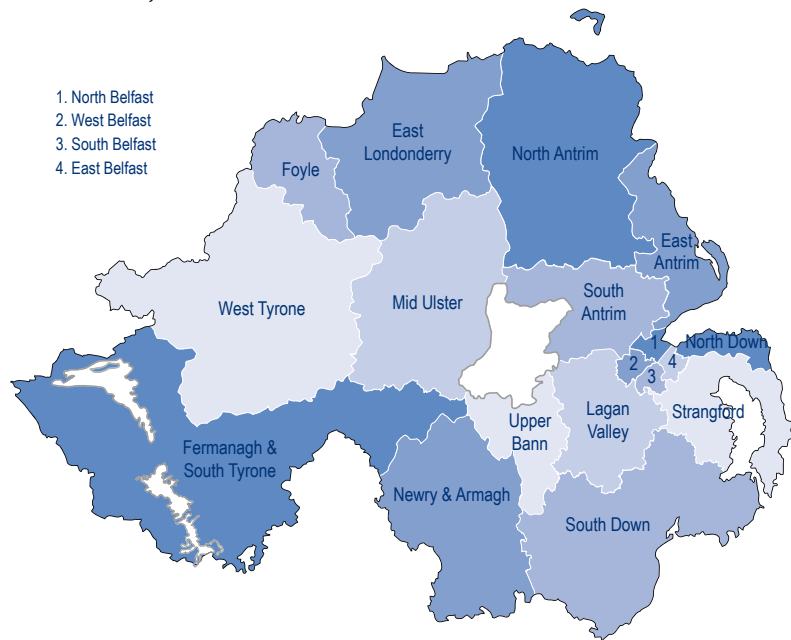 1. North Belfast
2. West Belfast
3. South Belfast
4. East Belfast
East
Londonderry
North Antrim
Foyle
East
Antrim
West Tyrone
Mid Ulster
South
Antrim
1
North Down
2
4
3
Upper
Bann
Lagan
Valley
Strangford
Fermanagh &
South Tyrone
Newry & Armagh
South Down